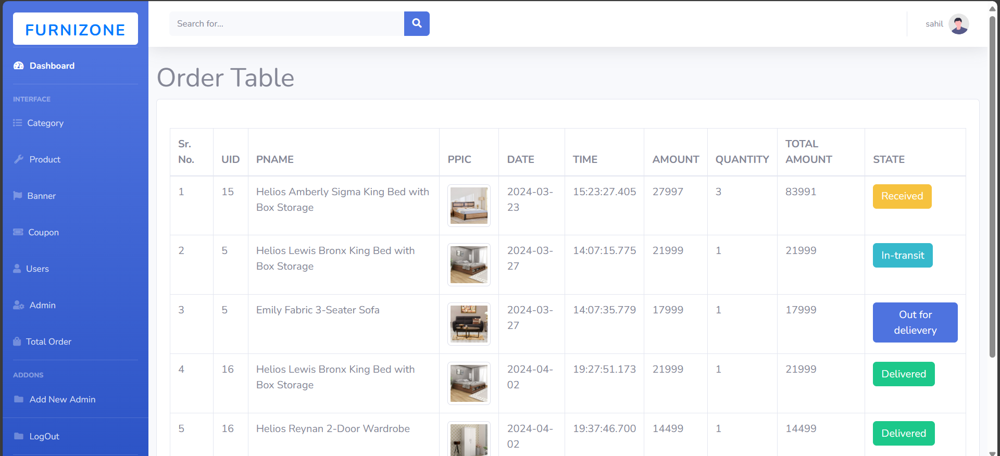 FURNIZONE
Search for...
sahil
Dashboard
INTERFACE
Category
Product
Banner
Coupon
Users
Admin
Total Order
ADDONS
Add New Admin
LogOut
Order Table
Sr. No. UID PNAME PPIC DATE TIME AMOUNT QUANTITY TOTAL AMOUNT STATE
1 15 Helios Amberly Sigma King Bed with Box Storage 2024-03-23 15:23:27.405 27997 3 83991 Received
2 5 Helios Lewis Bronx King Bed with Box Storage 2024-03-27 14:07:15.775 21999 1 21999 In-transit
3 5 Emily Fabric 3-Seater Sofa 2024-03-27 14:07:35.779 17999 1 17999 Out for delievery
4 16 Helios Lewis Bronx King Bed with Box Storage 2024-04-02 19:27:51.173 21999 1 21999 Delivered
5 16 Helios Reynan 2-Door Wardrobe 2024-04-02 19:37:46.700 14499 1 14499 Delivered